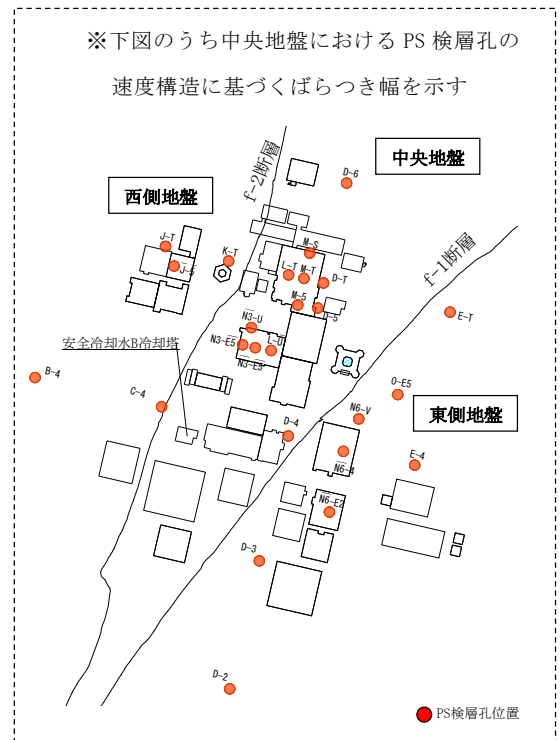 ※下図のうち中央地盤における PS 検層孔の
速度構造に基づくばらつき幅を示す
中央地盤
D-6
f-2断層
西側地盤
J-T
J-5
K-T
M-S
L-T
M-T
D-T
f-1断層
M-5
E-T
N3-U
安全冷却水B冷却塔
N3-E5
L-U
N3-E5
B-4
C-4
O-E5
東側地盤
N6-V
D-4
N6-4
E-4
N6-E2
D-3
D-2
PS検層孔位置